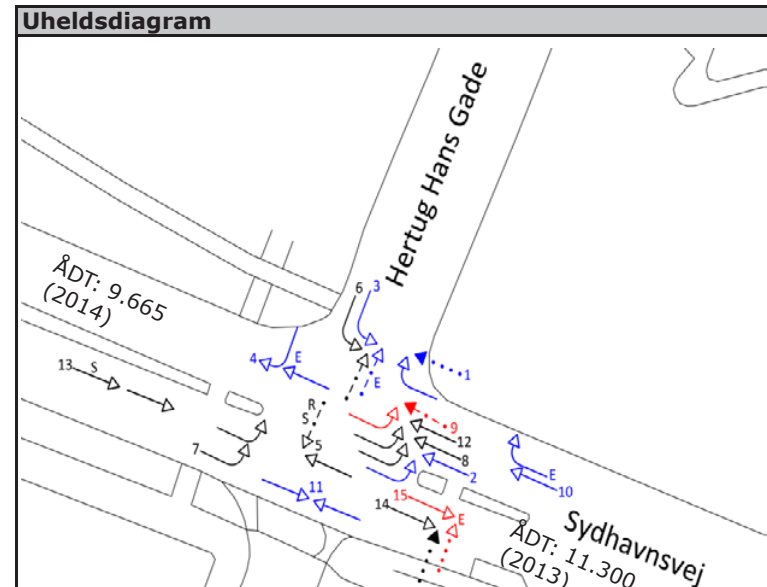 Uheldsdiagram
Hertug Hans Gade
ÅDT: 9.665
(2014)
6
3
4
E
1
13
S
E
R
S
9
5
12
8
7
2
E
10
11
15
14
E
Sydhavnsvej
ÅDT: 11.300
(2013)